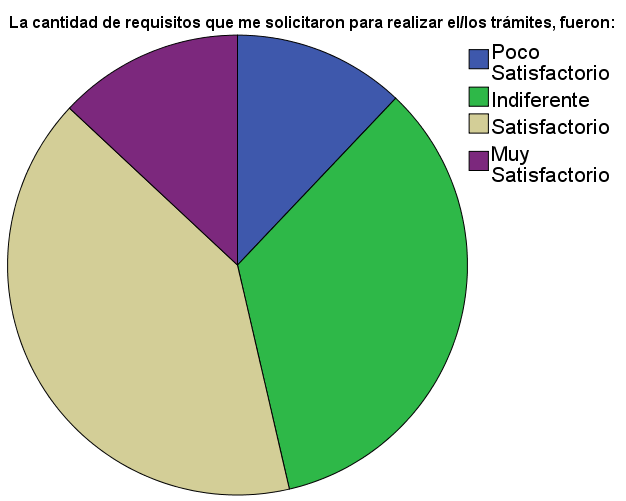 La cantidad de requisitos que me solicitaron para realizar el/los trámites, fueron:
Poco
Satisfactorio
Indiferente
Satisfactorio
Muy
Satisfactorio